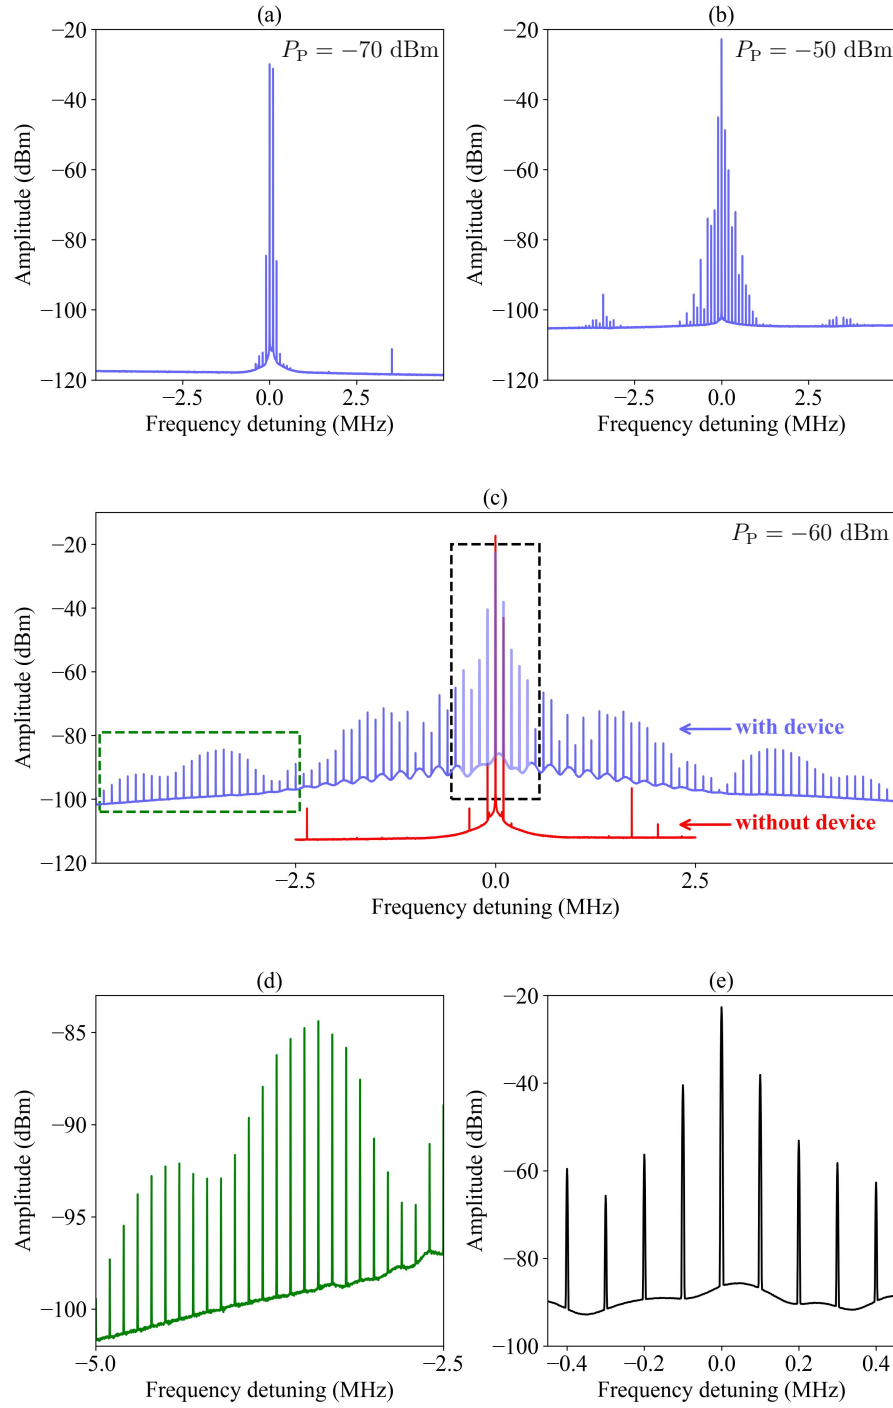 (a)
P_P = −70 dBm
−20
−40
−60
−80
−100
−120
Amplitude (dBm)
−2.5 0.0 2.5
Frequency detuning (MHz)
(b)
P_P = −50 dBm
−20
−40
−60
−80
−100
−120
Amplitude (dBm)
−2.5 0.0 2.5
Frequency detuning (MHz)
(c)
P_P = −60 dBm
−20
−40
−60
−80
−100
−120
Amplitude (dBm)
with device
without device
−2.5 0.0 2.5
Frequency detuning (MHz)
(d)
−85
−90
−95
−100
Amplitude (dBm)
−5.0 −2.5
Frequency detuning (MHz)
(e)
−20
−40
−60
−80
−100
Amplitude (dBm)
−0.4 −0.2 0.0 0.2 0.4
Frequency detuning (MHz)